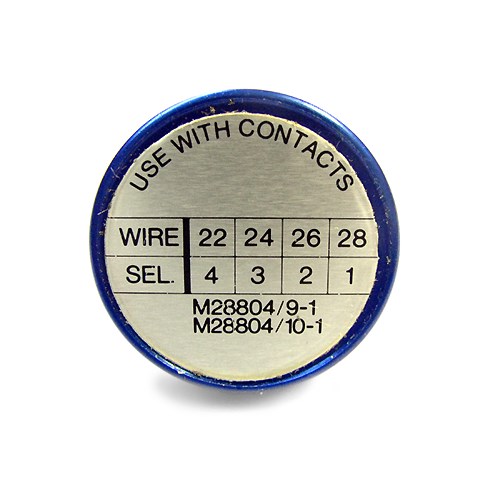 USE WITH CONTACTS
WIRE 22 24 26 28
SEL. 4 3 2 1
M28804/9-1
M28804/10-1